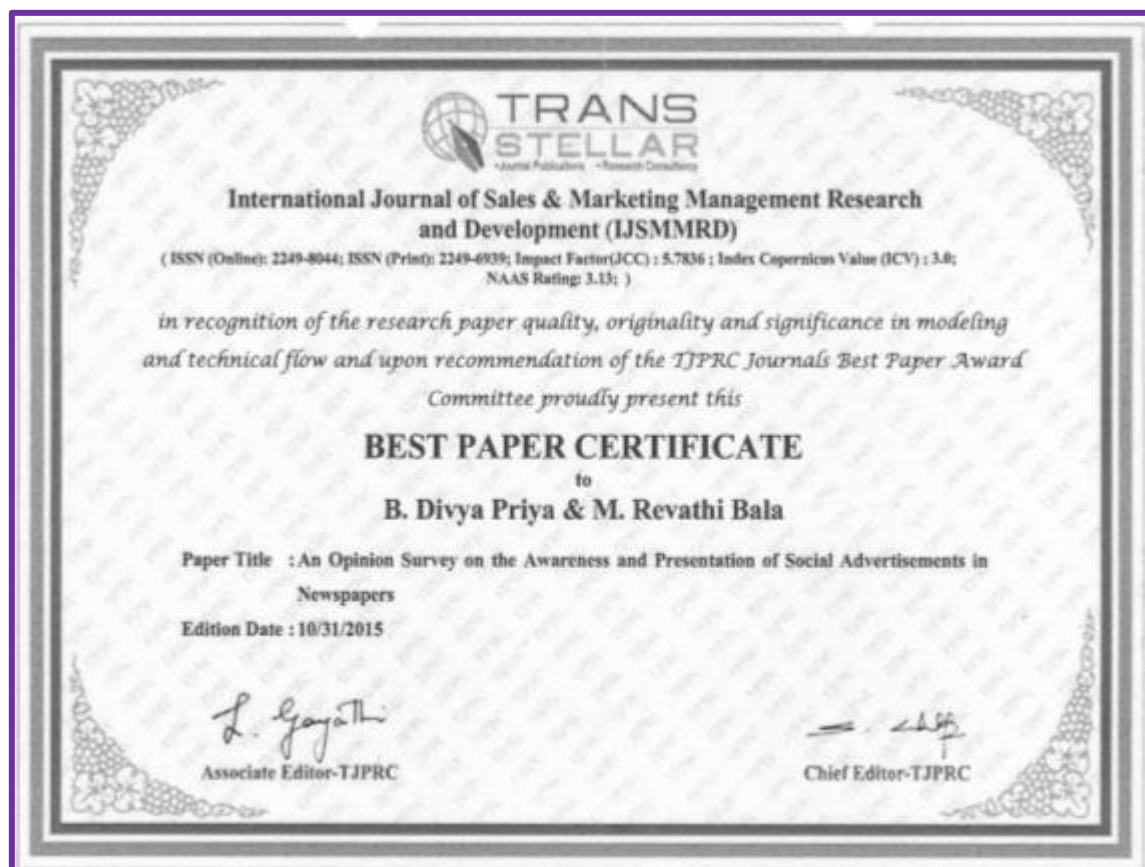 TRANS
STELLAR
•Journal Publications •Research Consultancy
International Journal of Sales & Marketing Management Research
and Development (IJSMMRD)
( ISSN (Online): 2249-8044; ISSN (Print): 2249-6939; Impact Factor(JCC) : 5.7836 ; Index Copernicus Value (ICV) : 3.0;
NAAS Rating: 3.13; )
in recognition of the research paper quality, originality and significance in modeling
and technical flow and upon recommendation of the TJPRC Journals Best Paper Award
Committee proudly present this
BEST PAPER CERTIFICATE
to
B. Divya Priya & M. Revathi Bala
Paper Title : An Opinion Survey on the Awareness and Presentation of Social Advertisements in
Newspapers
Edition Date : 10/31/2015
L. Gayathri
Associate Editor-TJPRC
Chief Editor-TJPRC